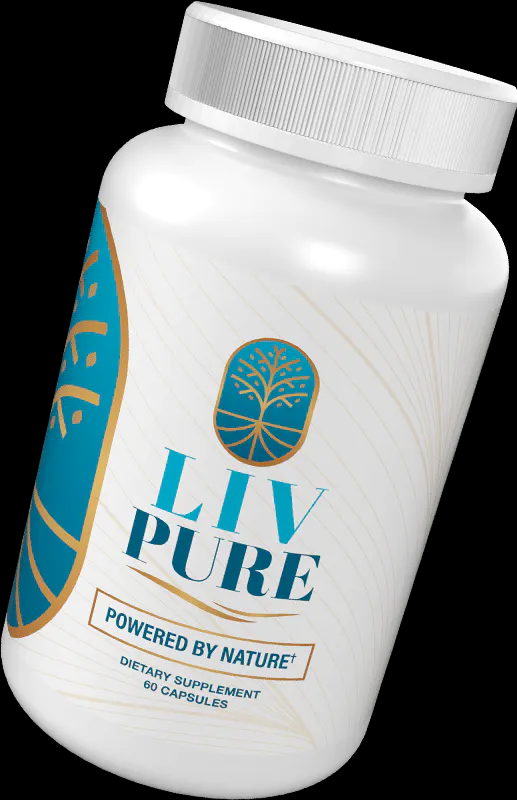 LIV
PURE
POWERED BY NATURE†
DIETARY SUPPLEMENT
60 CAPSULES